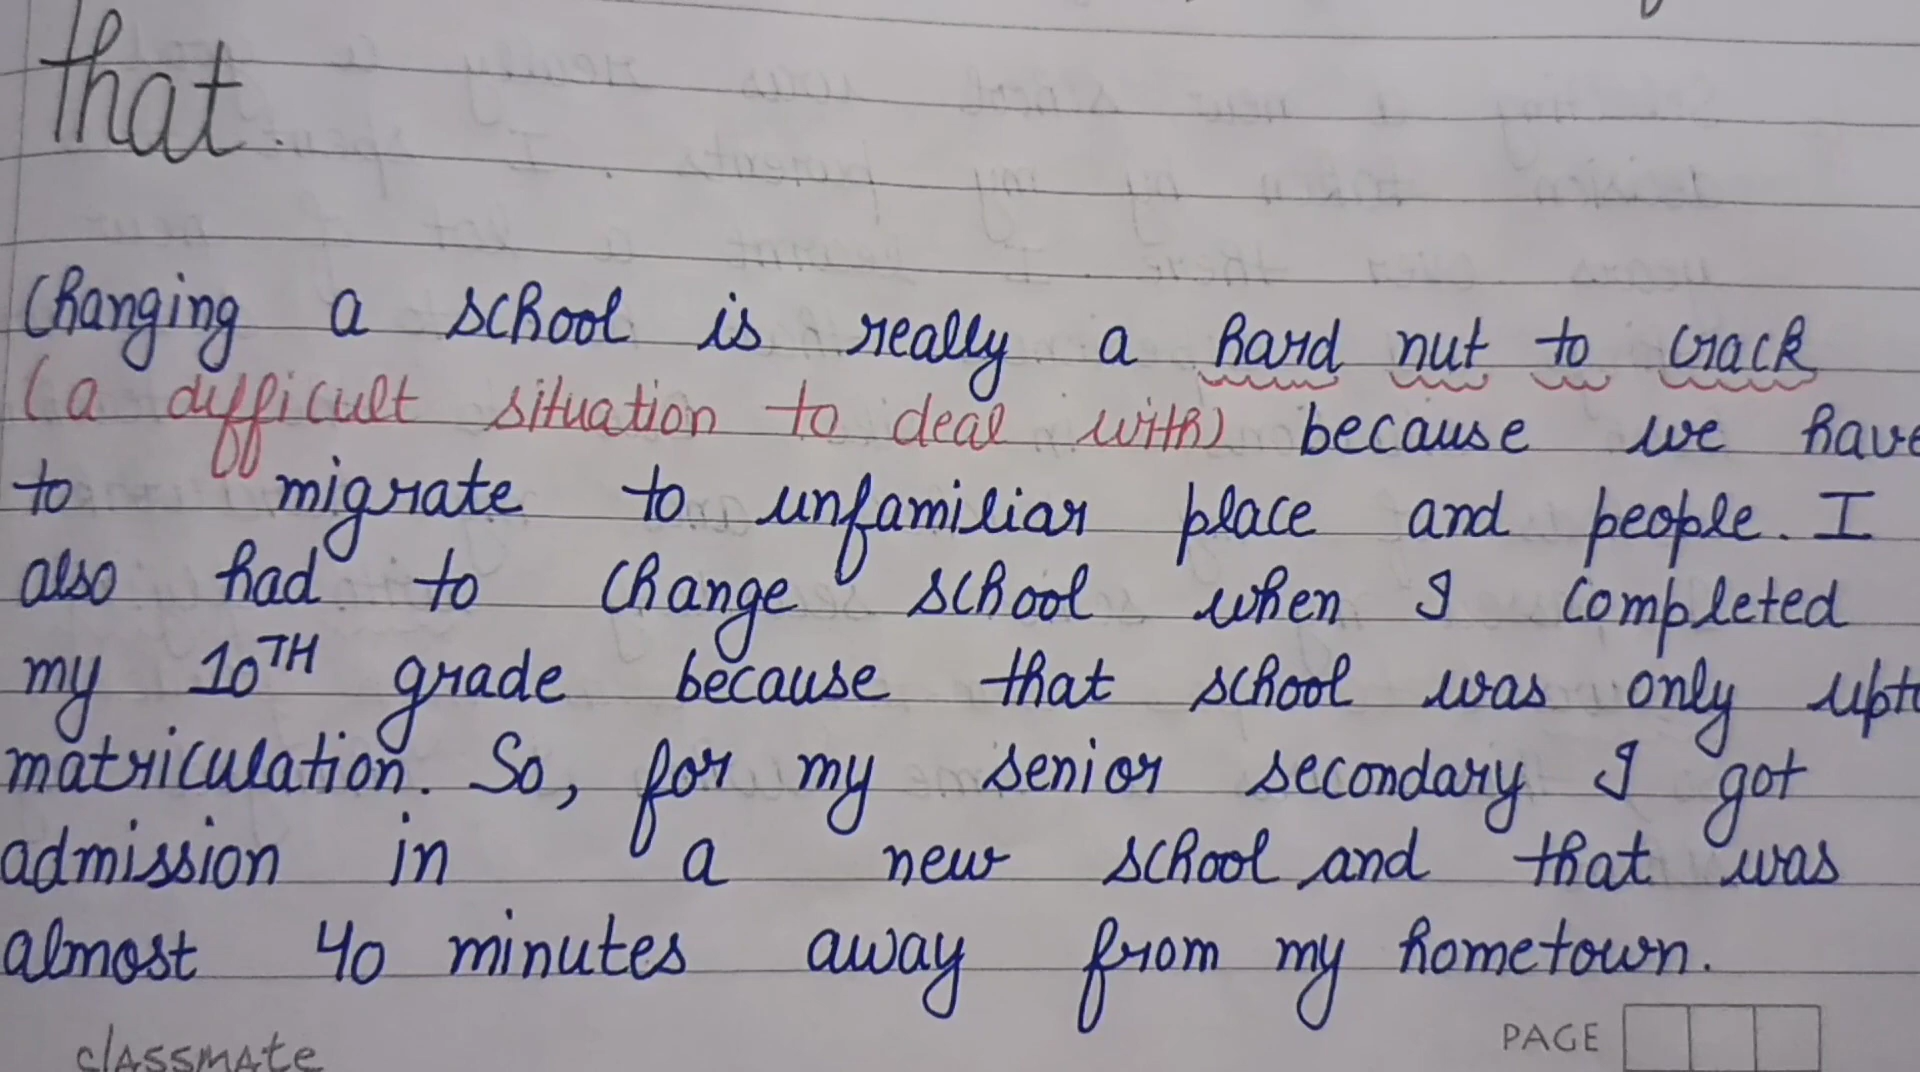 that.
Changing a school is really a hard nut to crack
(a difficult situation to deal with) because we have
to migrate to unfamiliar place and people. I
also had to change school when I completed
my 10TH grade because that school was only upto
matriculation. So, for my senior secondary I got
admission in a new school and that was
almost 40 minutes away from my hometown.
classmate
PAGE